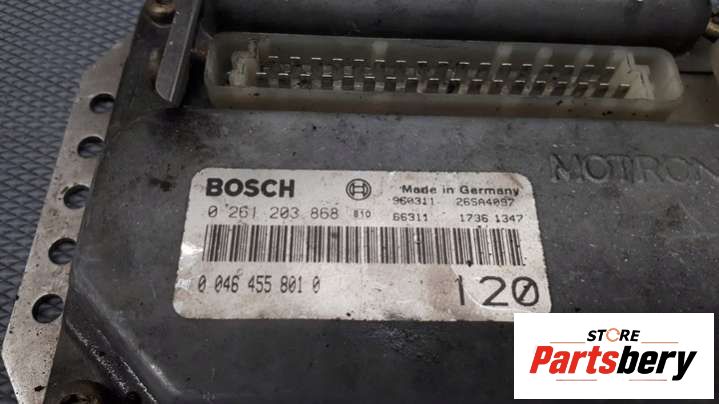 MOTRON
BOSCH Made in Germany
960311 26SA4097
0 261 203 868 B10 66311 1736 1347
0 046 455 801 0
120
STORE
Partsbery